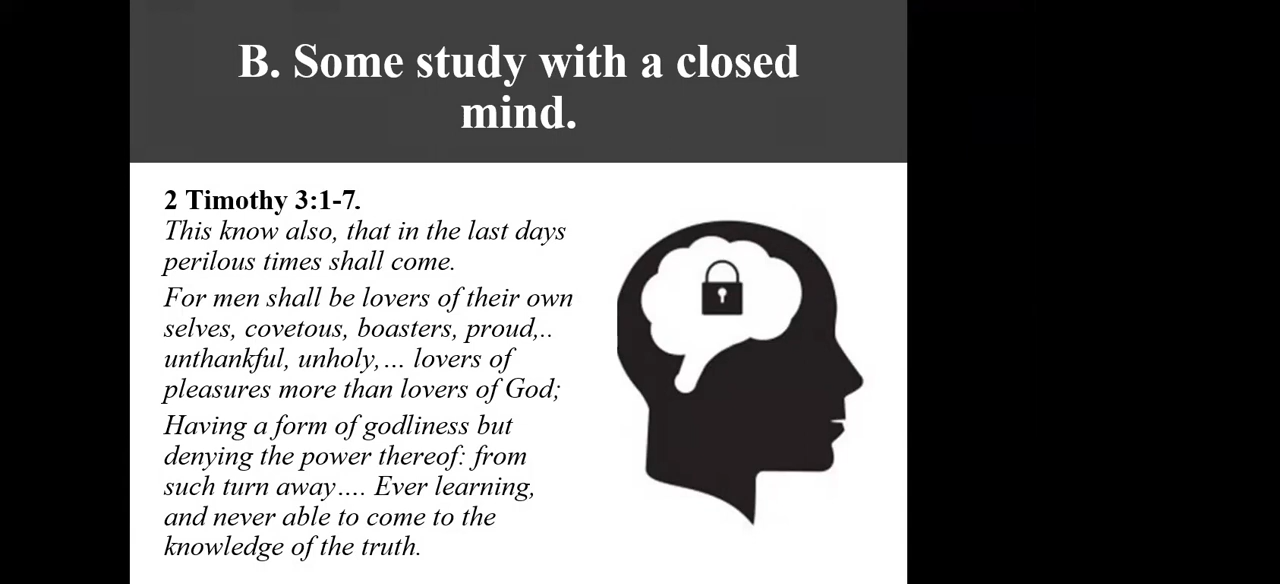 B. Some study with a closed
mind.
2 Timothy 3:1-7.
This know also, that in the last days
perilous times shall come.
For men shall be lovers of their own
selves, covetous, boasters, proud,..
unthankful, unholy,... lovers of
pleasures more than lovers of God;
Having a form of godliness but
denying the power thereof: from
such turn away.... Ever learning,
and never able to come to the
knowledge of the truth.